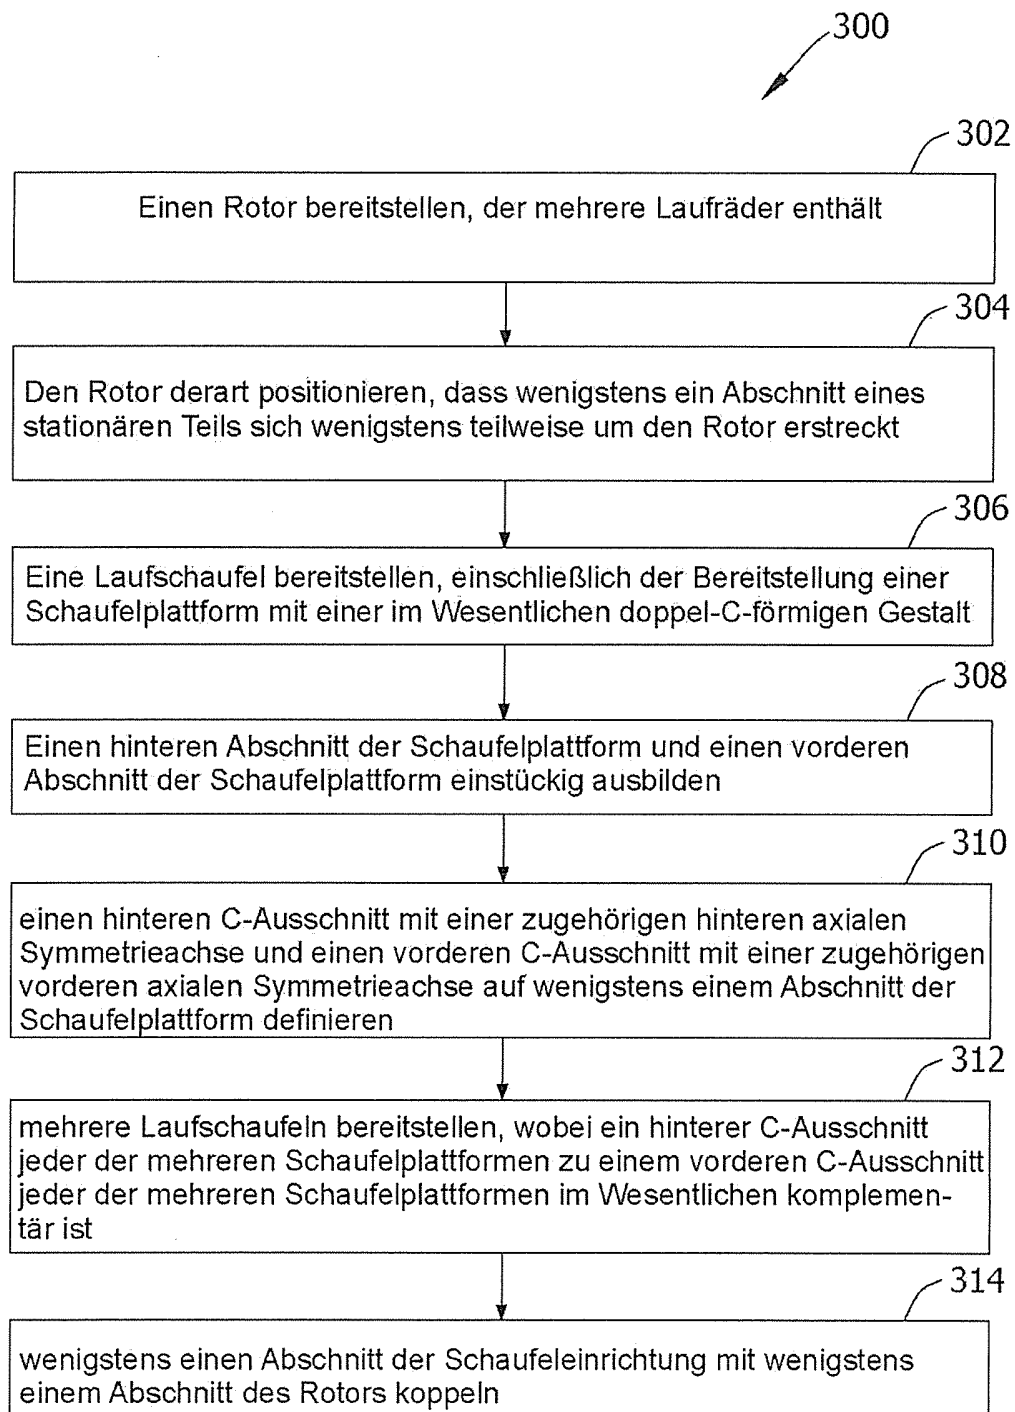 300
302
Einen Rotor bereitstellen, der mehrere Laufräder enthält
304
Den Rotor derart positionieren, dass wenigstens ein Abschnitt eines
stationären Teils sich wenigstens teilweise um den Rotor erstreckt
306
Eine Laufschaufel bereitstellen, einschließlich der Bereitstellung einer
Schaufelplattform mit einer im Wesentlichen doppel-C-förmigen Gestalt
308
Einen hinteren Abschnitt der Schaufelplattform und einen vorderen
Abschnitt der Schaufelplattform einstückig ausbilden
310
einen hinteren C-Ausschnitt mit einer zugehörigen hinteren axialen
Symmetrieachse und einen vorderen C-Ausschnitt mit einer zugehörigen
vorderen axialen Symmetrieachse auf wenigstens einem Abschnitt der
Schaufelplattform definieren
312
mehrere Laufschaufeln bereitstellen, wobei ein hinterer C-Ausschnitt
jeder der mehreren Schaufelplattformen zu einem vorderen C-Ausschnitt
jeder der mehreren Schaufelplattformen im Wesentlichen komplemen-
tär ist
314
wenigstens einen Abschnitt der Schaufeleinrichtung mit wenigstens
einem Abschnitt des Rotors koppeln